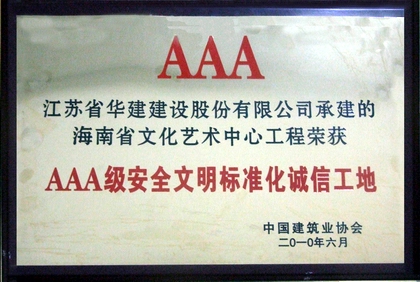 AAA
江苏省华建建设股份有限公司承建的
海南省文化艺术中心工程荣获
AAA级安全文明标准化诚信工地
中国建筑业协会
二0一0年六月